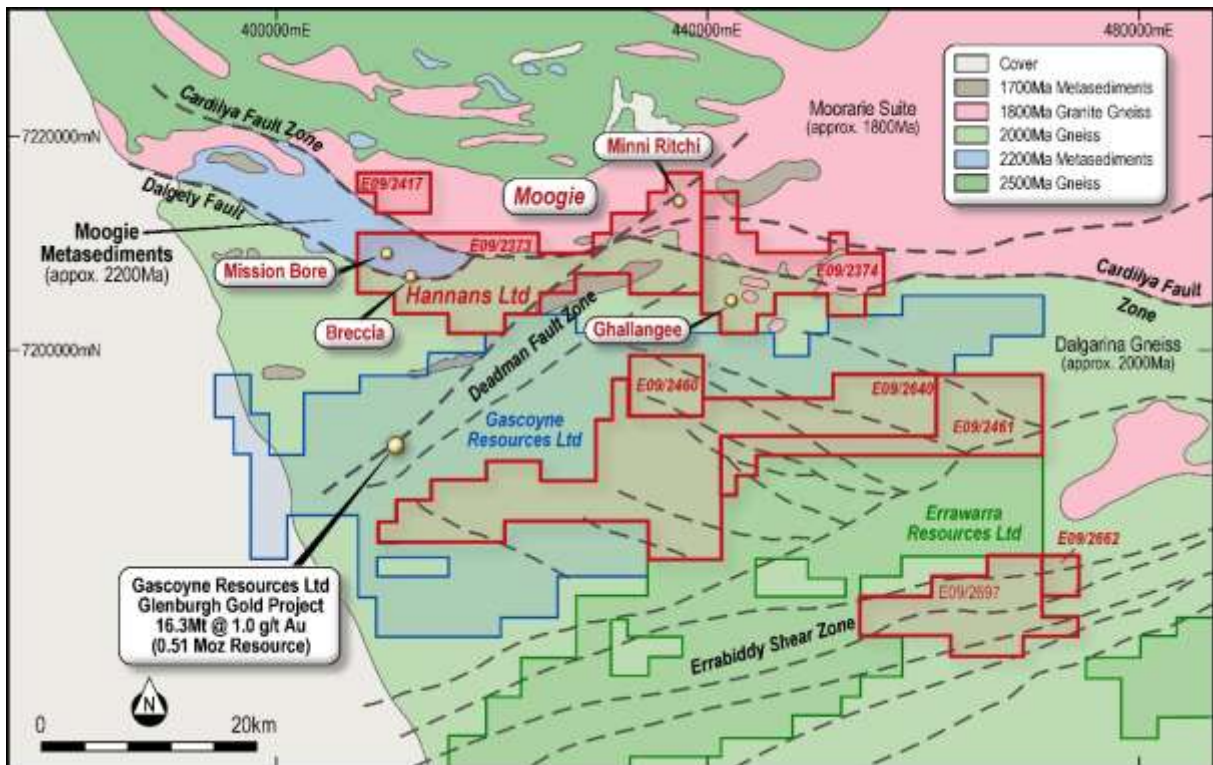 400000mE
440000mE
480000mE
7220000mN
7200000mN
Cover
1700Ma Metasediments
1800Ma Granite Gneiss
2000Ma Gneiss
2200Ma Metasediments
2500Ma Gneiss
Cardilya Fault Zone
Moorarie Suite
(approx. 1800Ma)
Minni Ritchi
E09/2417
Moogie
Dalgety Fault
Moogie
Metasediments
(appox. 2200Ma)
E09/2373
Mission Bore
E09/2374
Cardilya Fault
Zone
Hannans Ltd
Breccia
Ghallangee
Deadman Fault Zone
Dalgarina Gneiss
(approx. 2000Ma)
E09/2460
E09/2640
Gascoyne
Resources Ltd
E09/2461
Errawarra
Resources Ltd
E09/2662
Gascoyne Resources Ltd
Glenburgh Gold Project
16.3Mt @ 1.0 g/t Au
(0.51 Moz Resource)
E09/2697
Errabiddy Shear Zone
0
20km
N